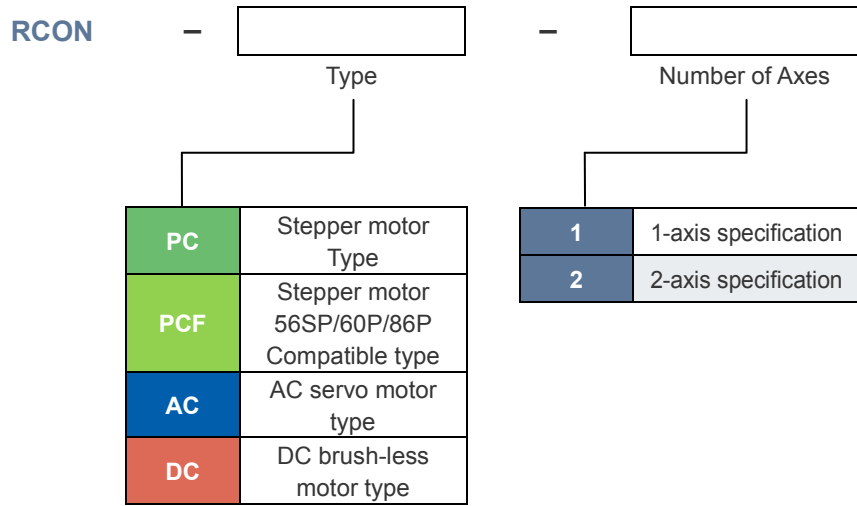 RCON – –
Type
Number of Axes
PC
Stepper motor
Type
PCF
Stepper motor
56SP/60P/86P
Compatible type
AC
AC servo motor
type
DC
DC brush-less
motor type
1 1-axis specification
2 2-axis specification